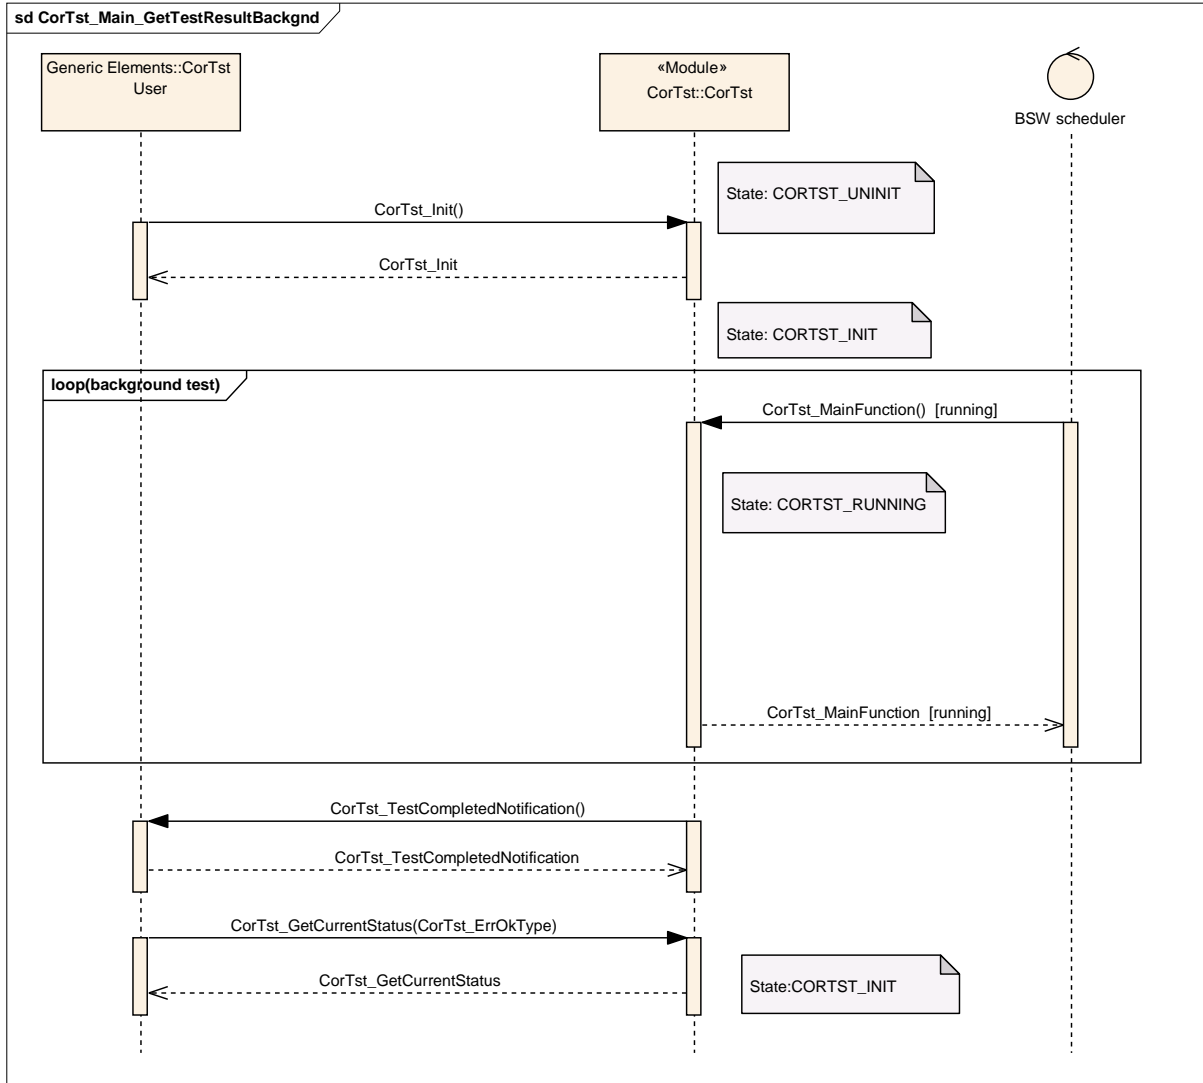 sd CorTst_Main_GetTestResultBackgnd
Generic Elements::CorTst
User
«Module»
CorTst::CorTst
BSW scheduler
State: CORTST_UNINIT
CorTst_Init()
CorTst_Init
State: CORTST_INIT
loop(background test)
CorTst_MainFunction()  [running]
State: CORTST_RUNNING
CorTst_MainFunction  [running]
CorTst_TestCompletedNotification()
CorTst_TestCompletedNotification
CorTst_GetCurrentStatus(CorTst_ErrOkType)
CorTst_GetCurrentStatus
State:CORTST_INIT